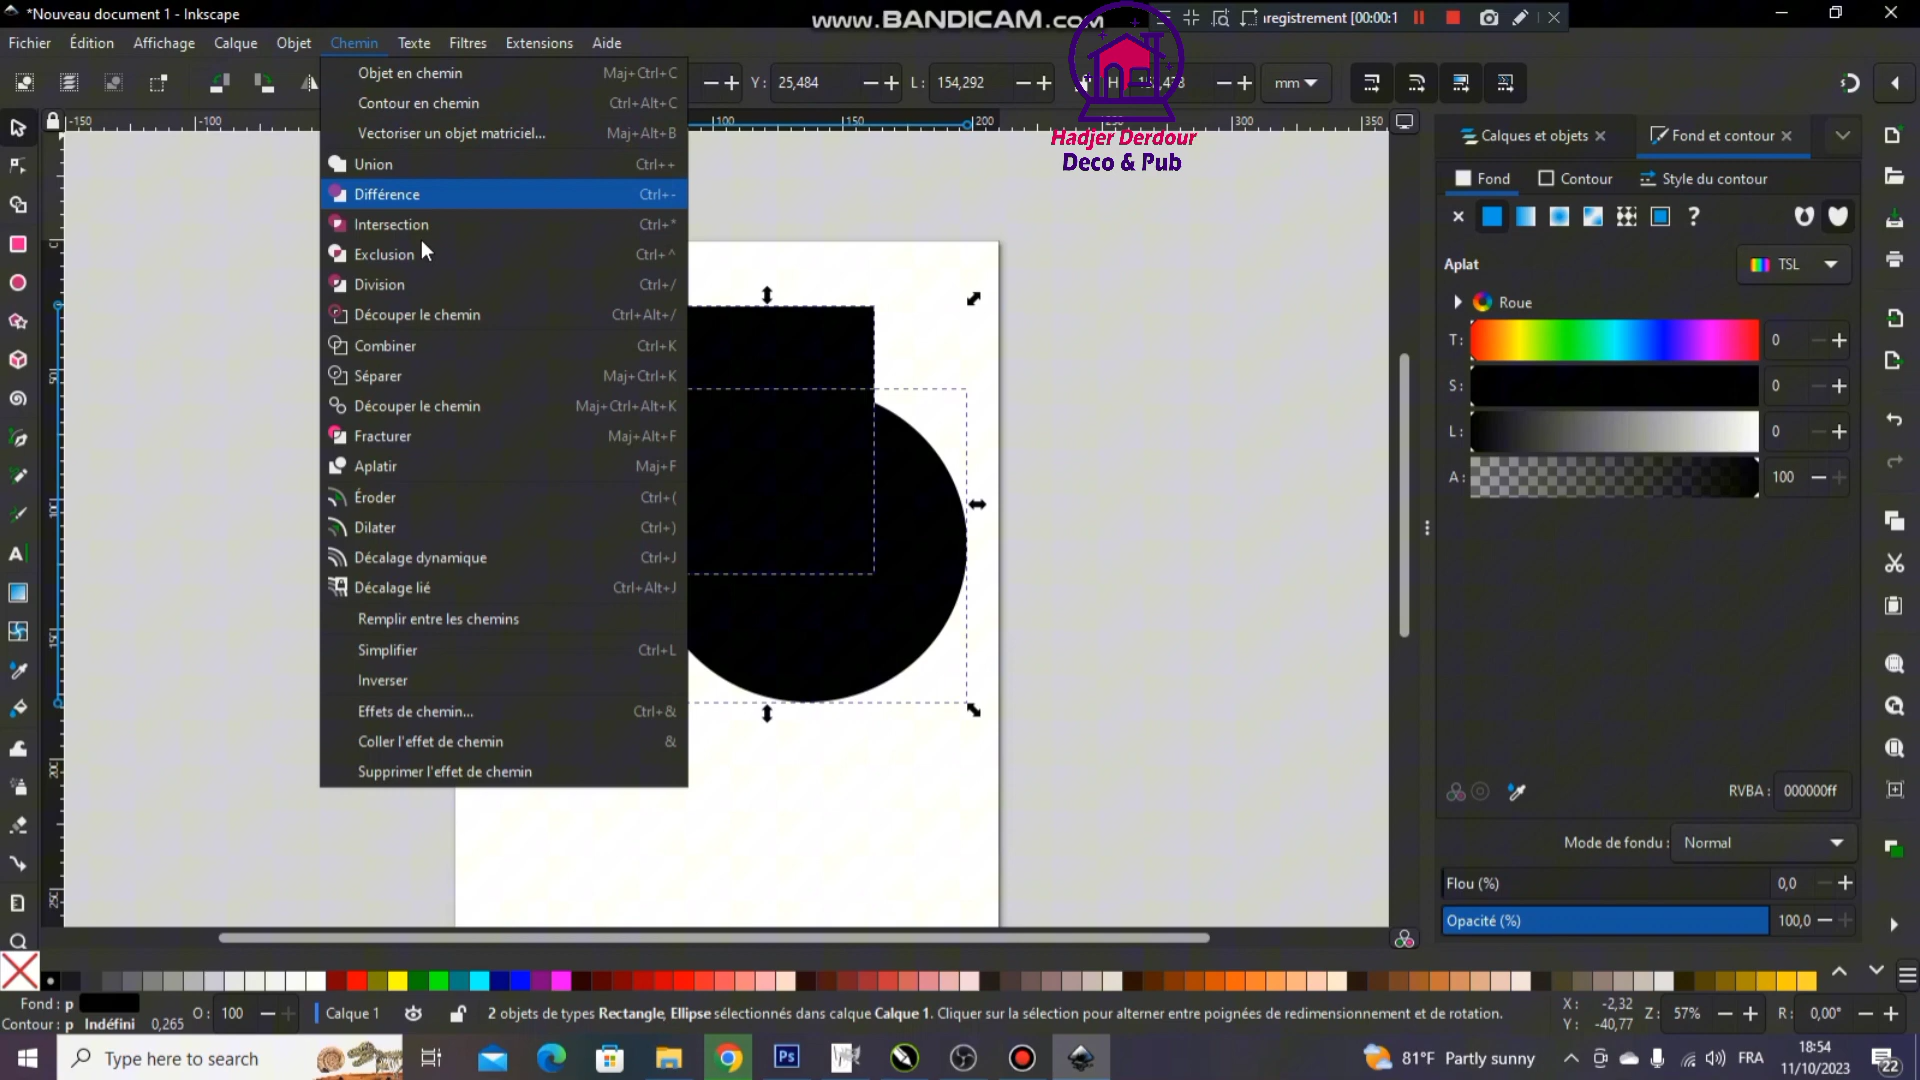 *Nouveau document 1 - Inkscape
www.BANDICAM.com
ıregistrement [00:00:1
Fichier Édition Affichage Calque Objet Chemin Texte Filtres Extensions Aide
Y: 25,484 L: 154,292 H: mm
Hadjer Derdour
Deco & Pub
Objet en chemin Maj+Ctrl+C
Contour en chemin Ctrl+Alt+C
Vectoriser un objet matriciel... Maj+Alt+B
Union Ctrl++
Différence Ctrl+-
Intersection Ctrl+*
Exclusion Ctrl+^
Division Ctrl+/
Découper le chemin Ctrl+Alt+/
Combiner Ctrl+K
Séparer Maj+Ctrl+K
Découper le chemin Maj+Ctrl+Alt+K
Fracturer Maj+Alt+F
Aplatir Maj+F
Éroder Ctrl+(
Dilater Ctrl+)
Décalage dynamique Ctrl+J
Décalage lié Ctrl+Alt+J
Remplir entre les chemins
Simplifier Ctrl+L
Inverser
Effets de chemin... Ctrl+&
Coller l'effet de chemin &
Supprimer l'effet de chemin
-150 -100 100 150 200 300 350
Calques et objets Fond et contour
Fond Contour Style du contour
?
Aplat TSL
Roue
T: 0
S: 0
L: 0
A: 100
RVBA : 000000ff
Mode de fondu : Normal
Flou (%) 0,0
Opacité (%) 100,0
Fond : p
Contour : p Indéfini 0,265
O : 100
Calque 1
2 objets de types Rectangle, Ellipse sélectionnés dans calque Calque 1. Cliquer sur la sélection pour alterner entre poignées de redimensionnement et de rotation.
X : -2,32
Y : -40,77
Z : 57%
R : 0,00°
Type here to search
Ps
81°F Partly sunny
FRA
18:54
11/10/2023
22